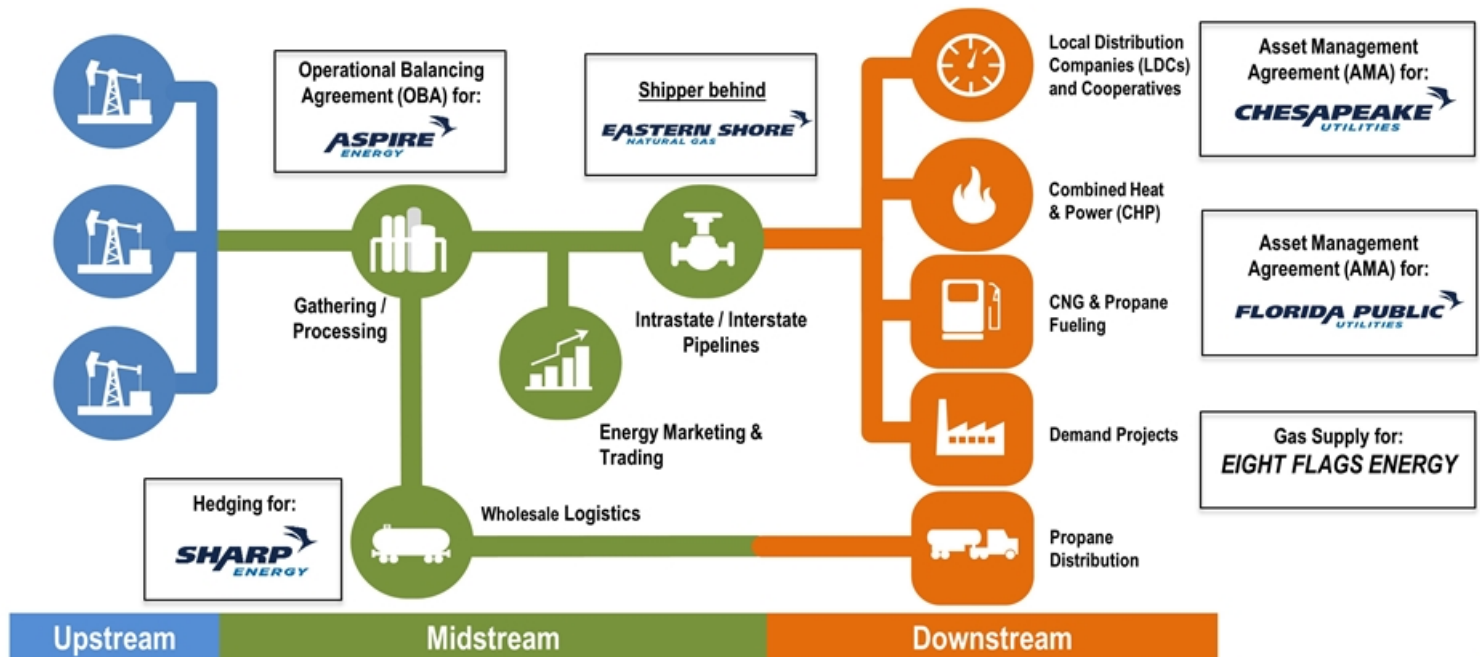 Operational Balancing
Agreement (OBA) for:
ASPIRE
ENERGY
Shipper behind
EASTERN SHORE
NATURAL GAS
Local Distribution
Companies (LDCs)
and Cooperatives
Asset Management
Agreement (AMA) for:
CHESAPEAKE
UTILITIES
Combined Heat
& Power (CHP)
Asset Management
Agreement (AMA) for:
FLORIDA PUBLIC
UTILITIES
Gathering /
Processing
Intrastate / Interstate
Pipelines
CNG & Propane
Fueling
Energy Marketing &
Trading
Demand Projects
Gas Supply for:
EIGHT FLAGS ENERGY
Hedging for:
SHARP
ENERGY
Wholesale Logistics
Propane
Distribution
Upstream
Midstream
Downstream